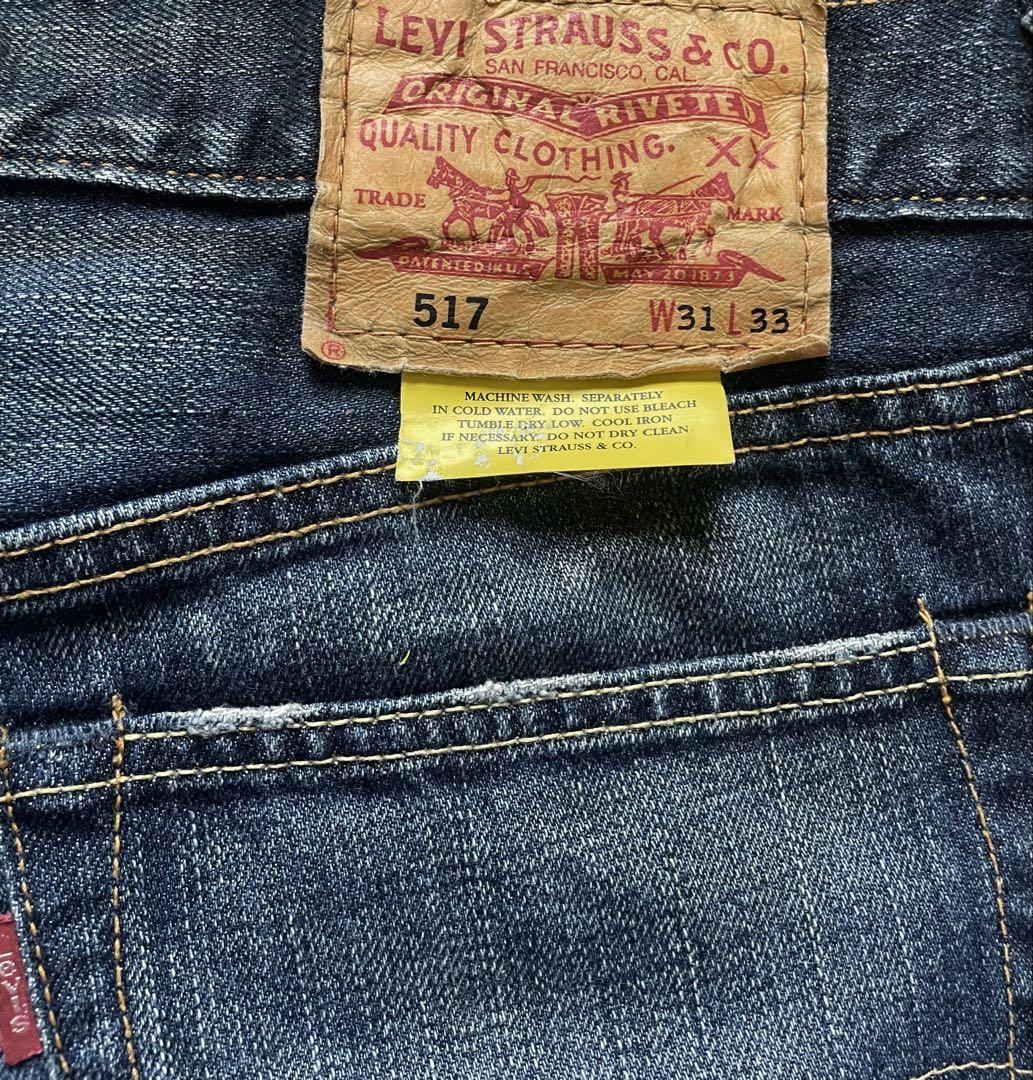 LEVI STRAUSS & CO.
SAN FRANCISCO, CAL
ORIGINAL RIVETED
QUALITY CLOTHING. XX
TRADE MARK
PATENTED IN U.S. MAY 20 1873
517 W31 L33
®
MACHINE WASH. SEPARATELY
IN COLD WATER. DO NOT USE BLEACH
TUMBLE DRY LOW. COOL IRON
IF NECESSARY. DO NOT DRY CLEAN
LEVI STRAUSS & CO.
LEVI'S